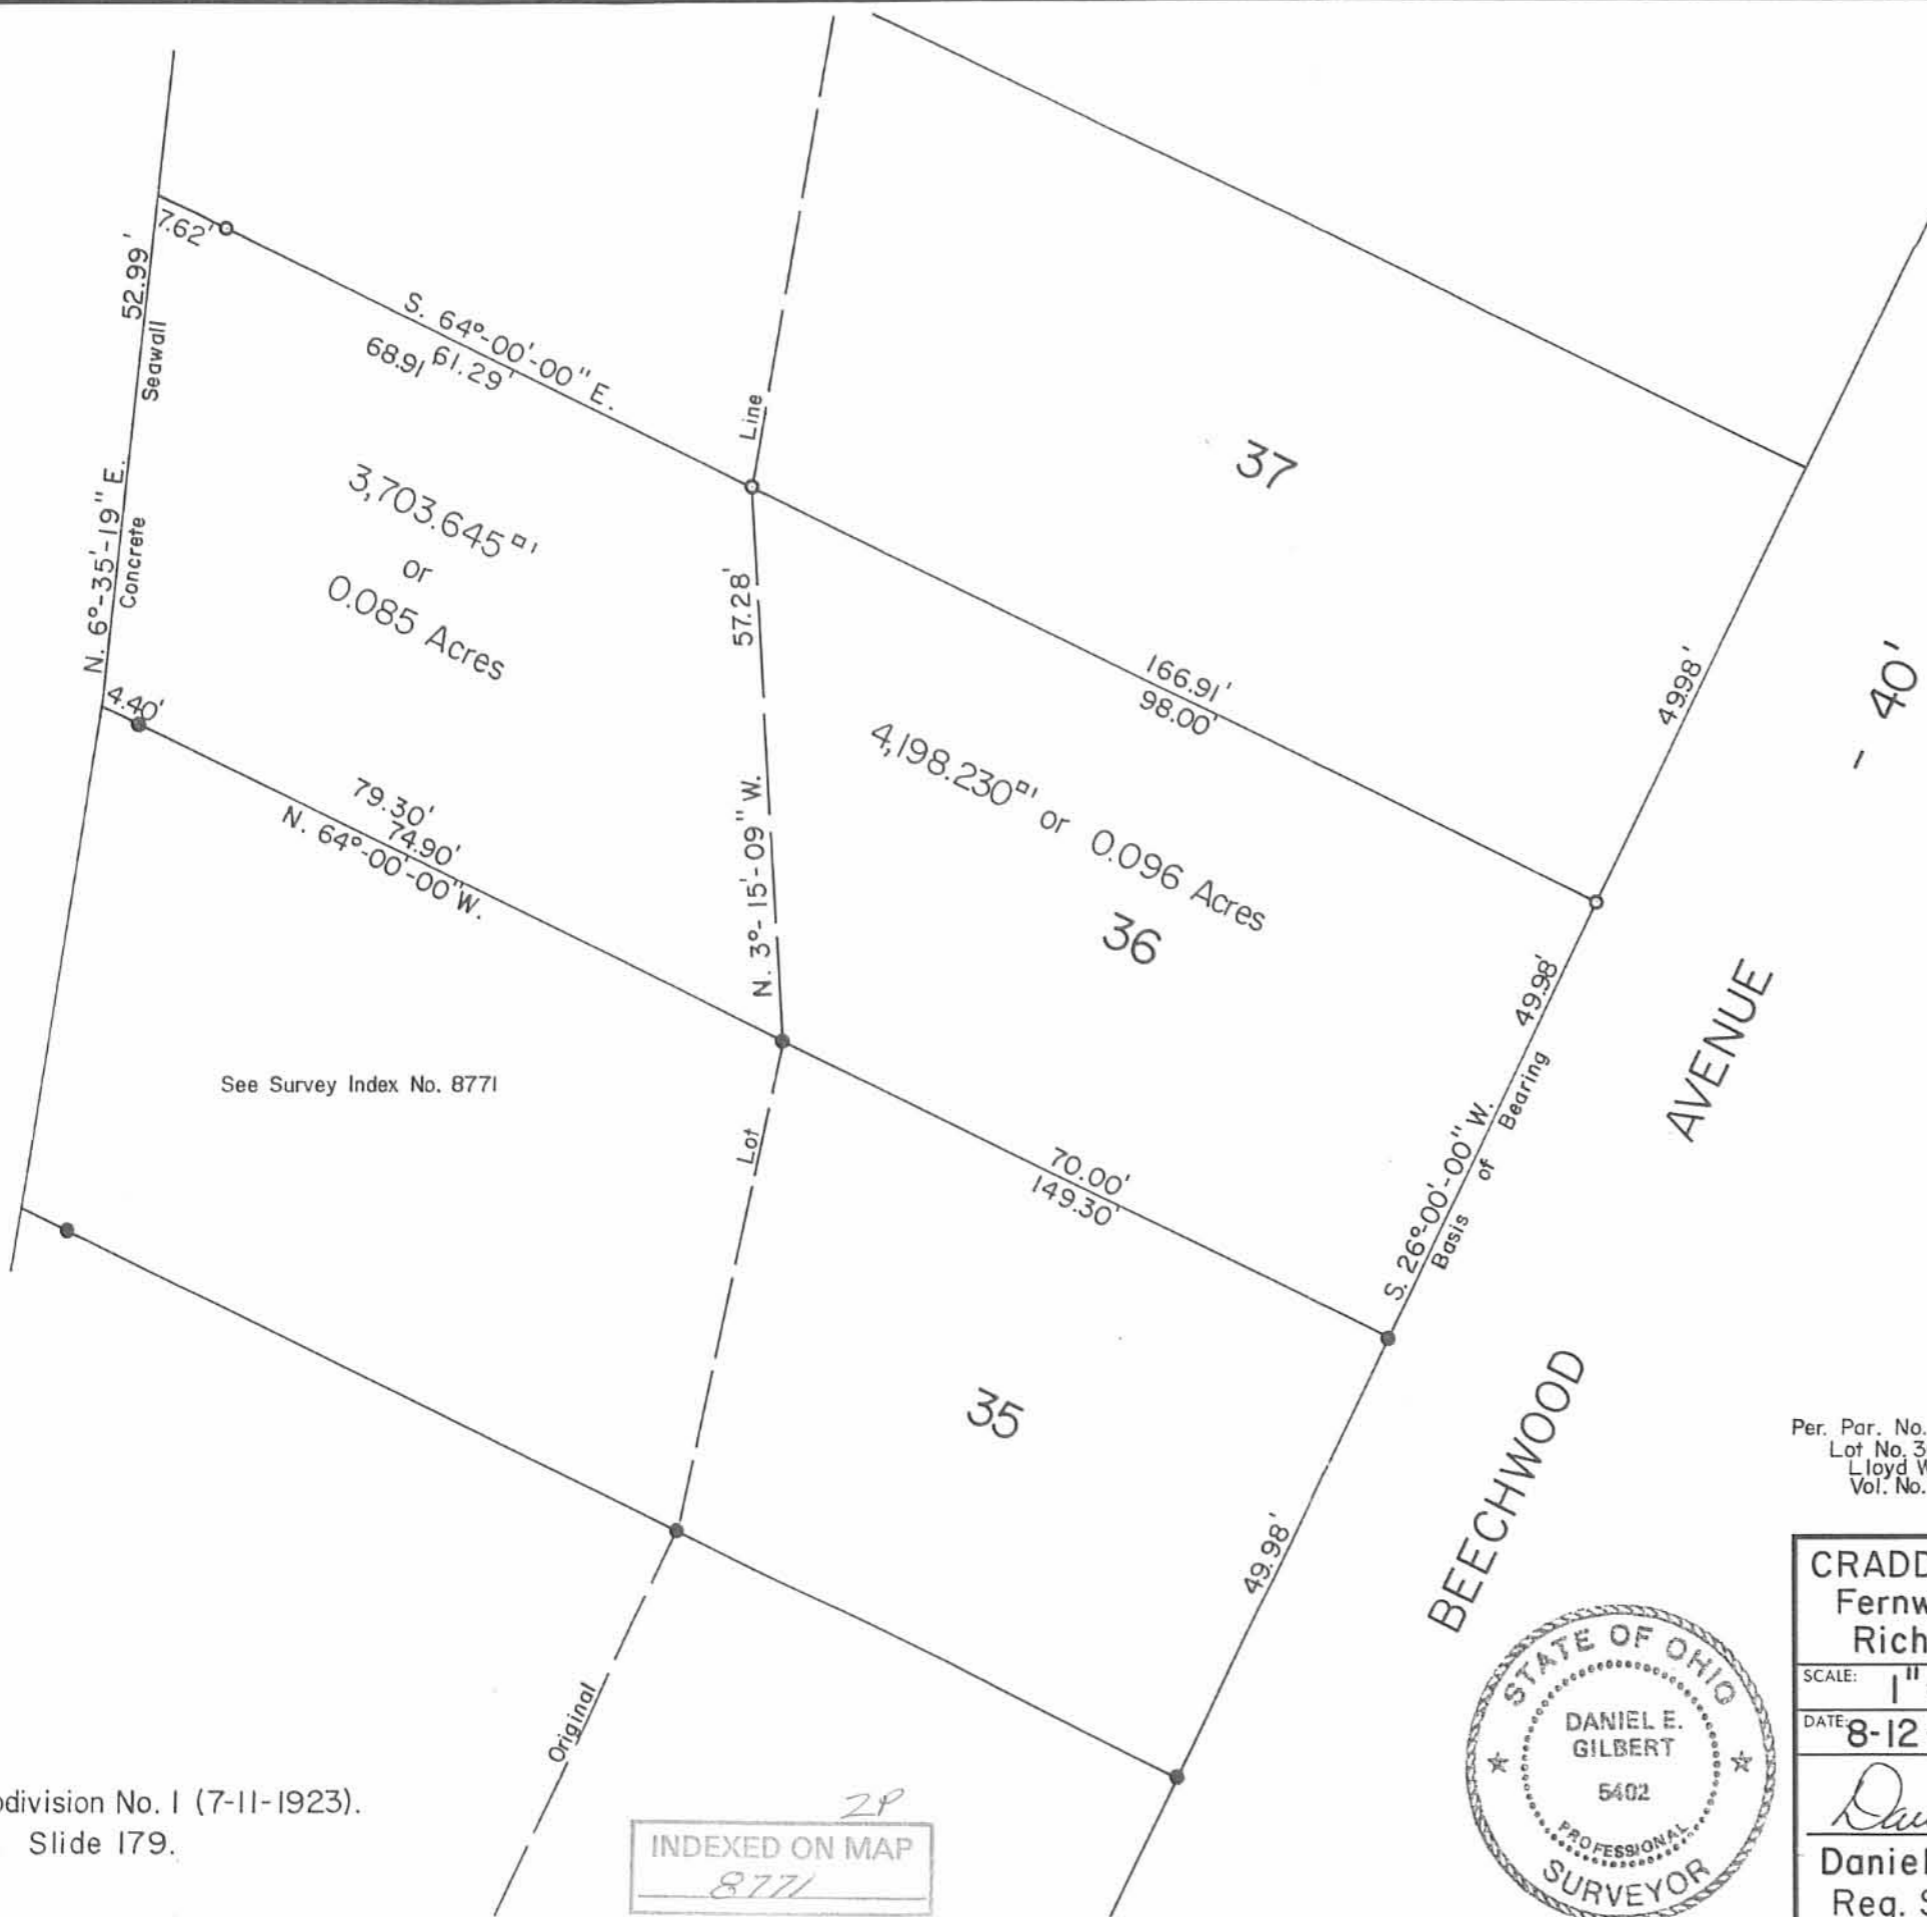 7.62'
52.99'
Seawall
S. 64°-00'-00" E.
68.91 61.29'
Line
37
3,703.645□'
or
0.085 Acres
N. 6°-35'-19" E.
Concrete
57.28'
166.91'
98.00'
49.98'
- 40'
4.40'
79.30'
74.90'
N. 64°-00'-00" W.
N. 3°-15'-09" W.
4,198.230□' or 0.096 Acres
36
49.98'
AVENUE
See Survey Index No. 8771
Lot
70.00'
149.30'
S. 26°-00'-00" W.
Basis of Bearing
35
BEECHWOOD
49.98'
Per. Par. No.
Lot No. 3
Lloyd W
Vol. No.
Original
CRADD
Fernw
Rich
SCALE: 1"
DATE: 8-12
STATE OF OHIO
DANIEL E.
GILBERT
5402
PROFESSIONAL
SURVEYOR
Dan
Daniel
Reg. S
division No. 1 (7-11-1923).
Slide 179.
2P
INDEXED ON MAP
8771